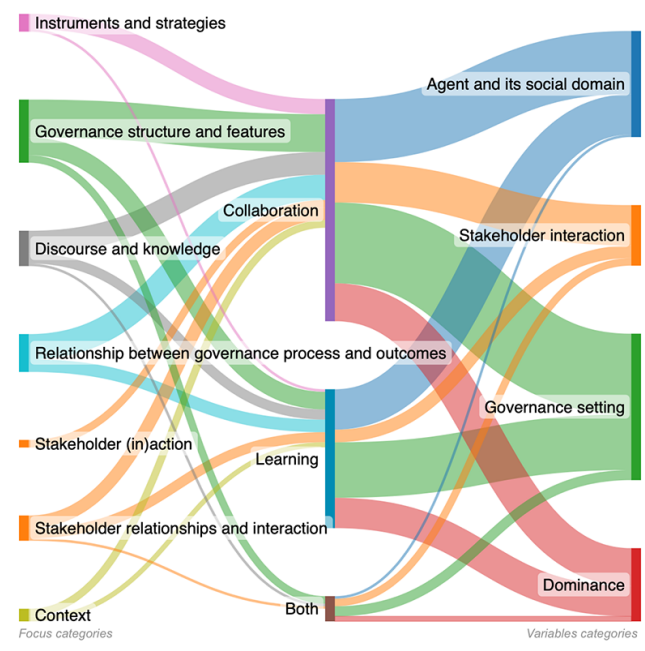 Instruments and strategies
Agent and its social domain
Governance structure and features
Collaboration
Stakeholder interaction
Discourse and knowledge
Relationship between governance process and outcomes
Governance setting
Stakeholder (in)action
Learning
Stakeholder relationships and interaction
Dominance
Both
Context
Focus categories
Variables categories